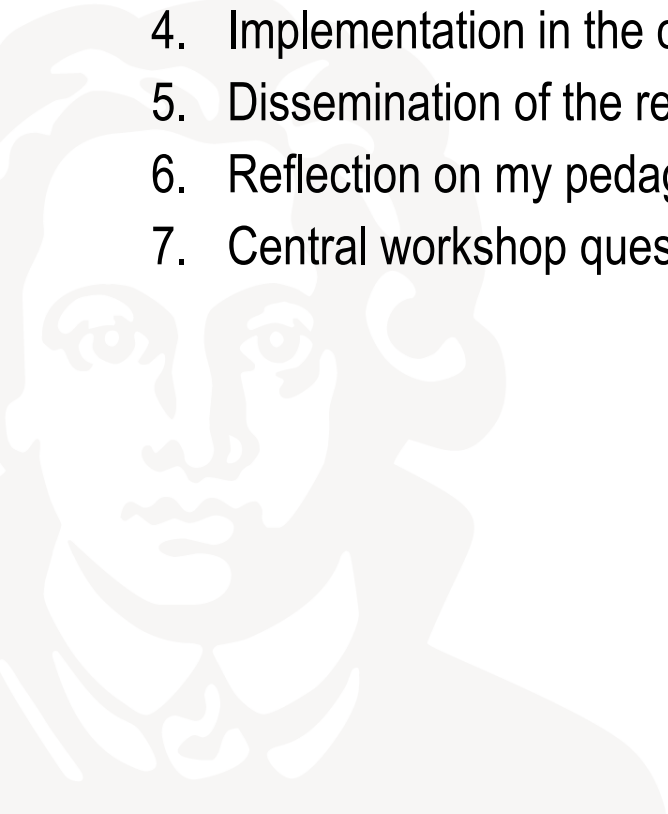 4. Implementation in the
5. Dissemination of the
6. Reflection on my
7. Central workshop